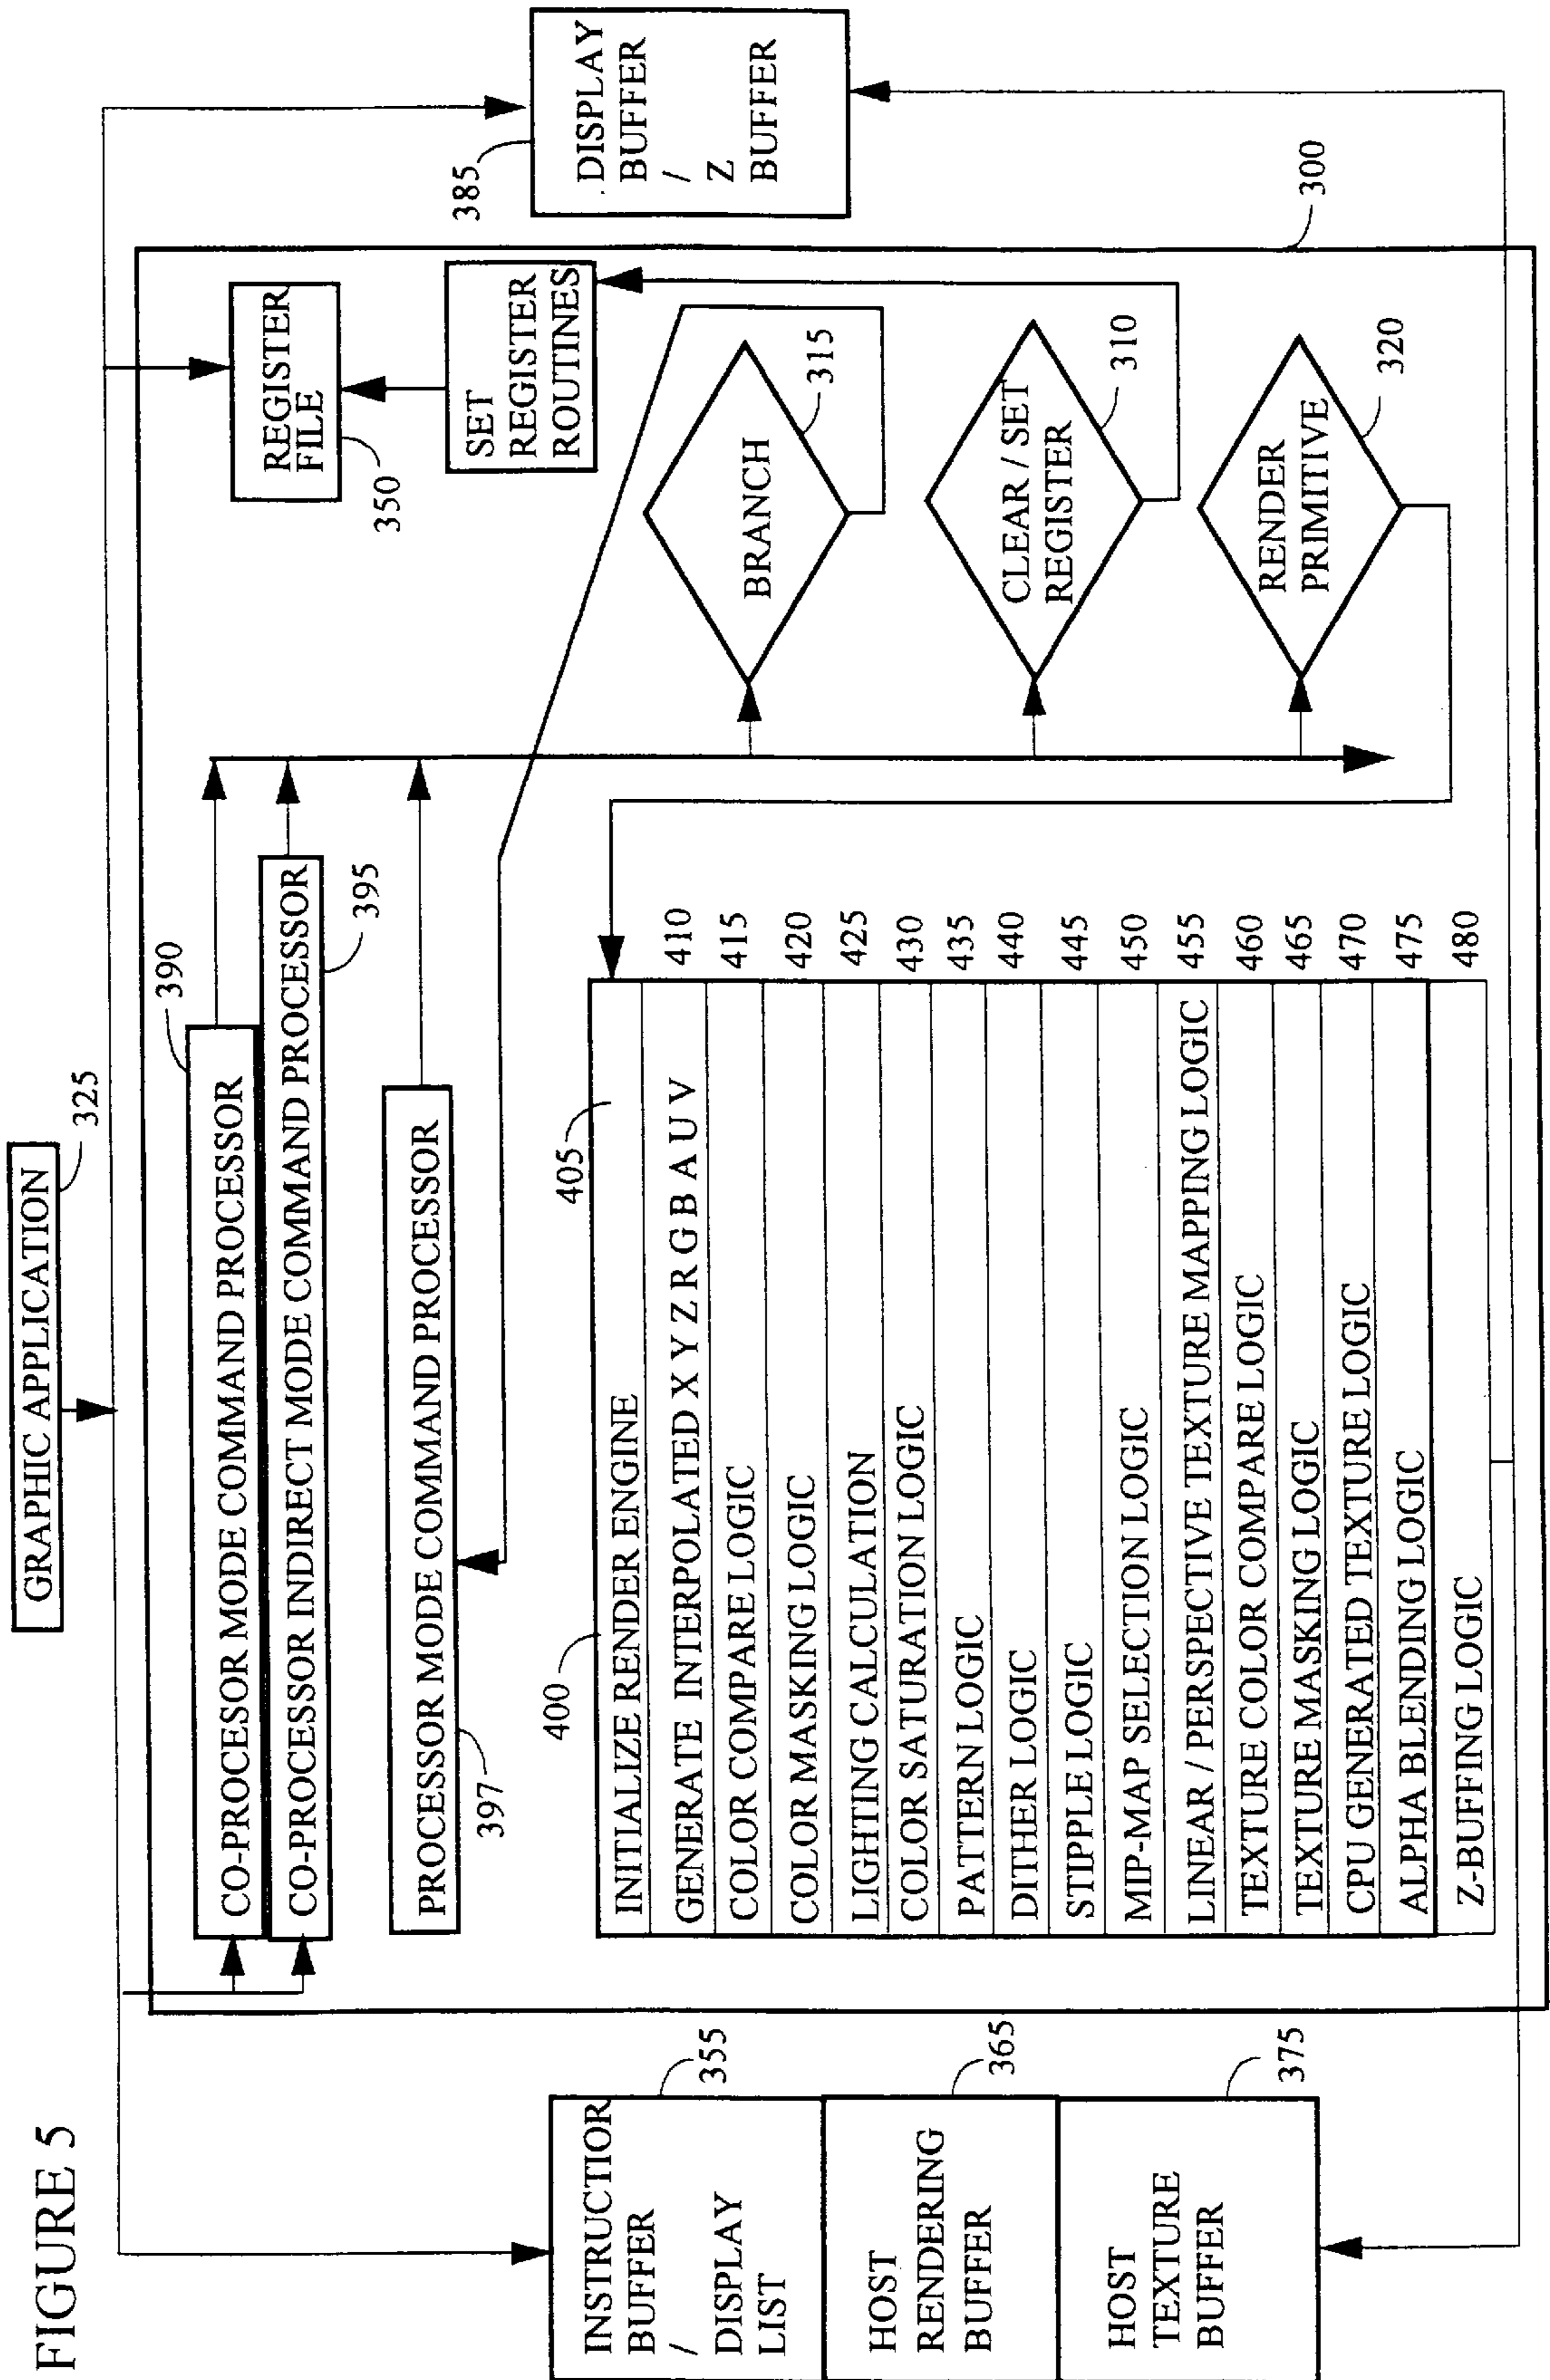 FIGURE 5
GRAPHIC APPLICATION
325
390
CO-PROCESOR MODE COMMAND PROCESSOR
CO-PROCESSOR INDIRECT MODE COMMAND PROCESSOR
395
PROCESSOR MODE COMMAND PROCESSOR
397
REGISTER
FILE
350
SET
REGISTER
ROUTINES
385
DISPLAY
BUFFER
/
Z
BUFFER
300
BRANCH
315
CLEAR / SET
REGISTER
310
RENDER
PRIMITIVE
320
INSTRUCTION
BUFFER
/
DISPLAY
LIST
355
HOST
RENDERING
BUFFER
365
HOST
TEXTURE
BUFFER
375
400
405
INITIALIZE RENDER ENGINE
GENERATE INTERPOLATED X Y Z R G B A U V 410
COLOR COMPARE LOGIC 415
COLOR MASKING LOGIC 420
LIGHTING CALCULATION 425
COLOR SATURATION LOGIC 430
PATTERN LOGIC 435
DITHER LOGIC 440
STIPPLE LOGIC 445
MIP-MAP SELECTION LOGIC 450
LINEAR / PERSPECTIVE TEXTURE MAPPING LOGIC 455
TEXTURE COLOR COMPARE LOGIC 460
TEXTURE MASKING LOGIC 465
CPU GENERATED TEXTURE LOGIC 470
ALPHA BLENDING LOGIC 475
Z-BUFFING LOGIC 480